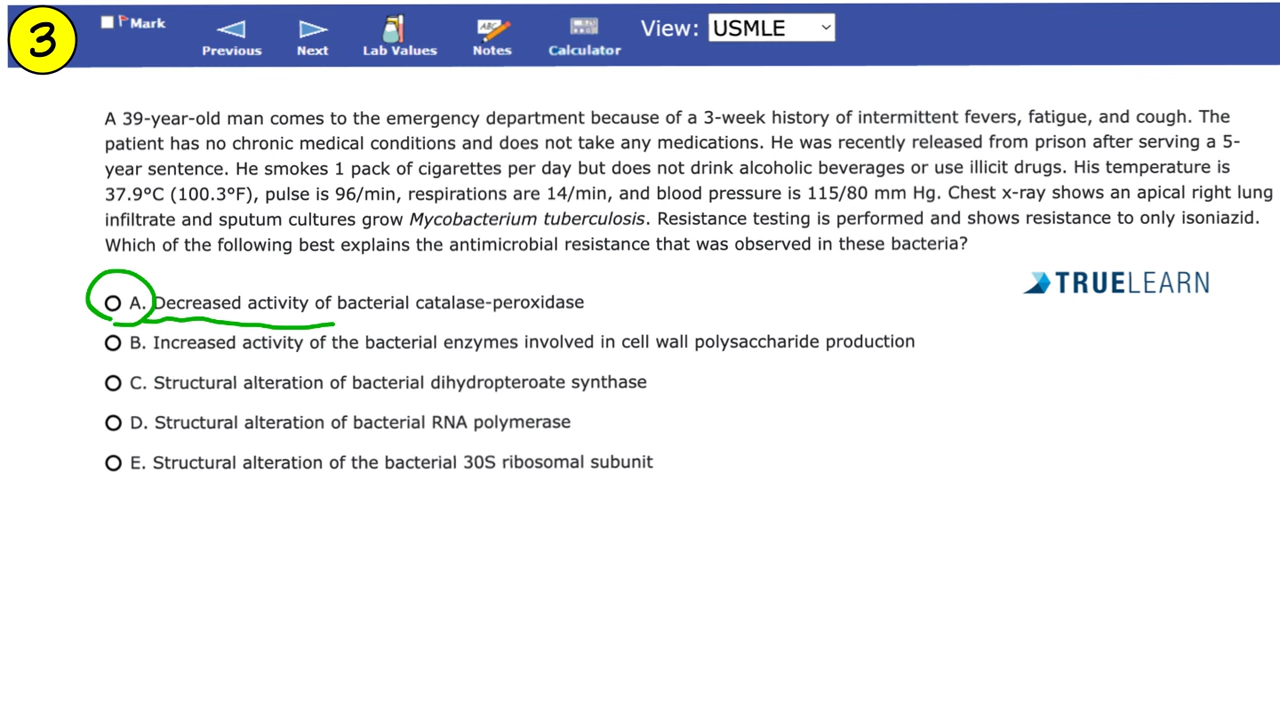 3
Mark
Previous
Next
Lab Values
ABC
Notes
Calculator
View: USMLE
A 39-year-old man comes to the emergency department because of a 3-week history of intermittent fevers, fatigue, and cough. The
patient has no chronic medical conditions and does not take any medications. He was recently released from prison after serving a 5-
year sentence. He smokes 1 pack of cigarettes per day but does not drink alcoholic beverages or use illicit drugs. His temperature is
37.9°C (100.3°F), pulse is 96/min, respirations are 14/min, and blood pressure is 115/80 mm Hg. Chest x-ray shows an apical right lung
infiltrate and sputum cultures grow Mycobacterium tuberculosis. Resistance testing is performed and shows resistance to only isoniazid.
Which of the following best explains the antimicrobial resistance that was observed in these bacteria?
TRUELEARN
A. Decreased activity of bacterial catalase-peroxidase
B. Increased activity of the bacterial enzymes involved in cell wall polysaccharide production
C. Structural alteration of bacterial dihydropteroate synthase
D. Structural alteration of bacterial RNA polymerase
E. Structural alteration of the bacterial 30S ribosomal subunit